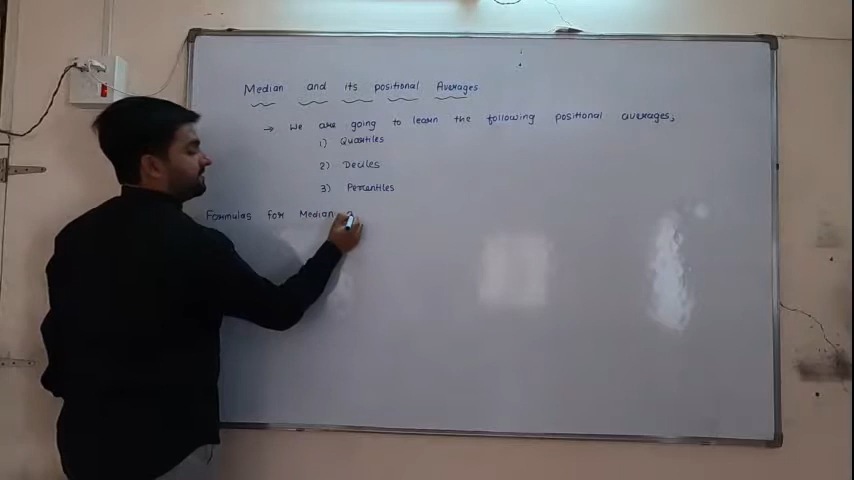 Median and its positional Averages
→ We are going to learn the following positional averages;
1) Quartiles
2) Deciles
3) Percentiles
Formulas for Median